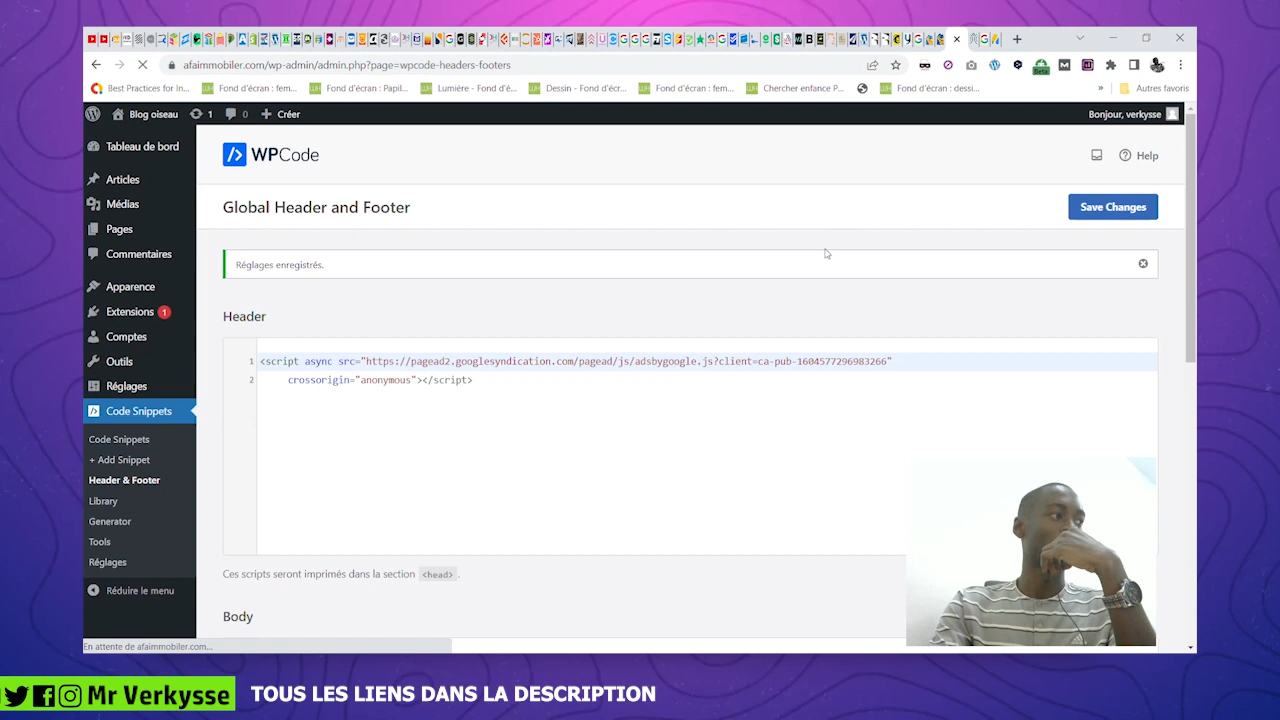 afaimmobiler.com/wp-admin/admin.php?page=wpcode-headers-footers
Best Practices for In...
Fond d'écran : fem...
Fond d'écran : Papil...
Lumière - Fond d'é...
Dessin - Fond d'écr...
Fond d'écran : fem...
Chercher enfance P...
Fond d'écran : dessi...
»
Autres favoris
Blog oiseau
1
0
Créer
Bonjour, verkysse
Tableau de bord
Articles
Médias
Pages
Commentaires
Apparence
Extensions 1
Comptes
Outils
Réglages
Code Snippets
Code Snippets
+ Add Snippet
Header & Footer
Library
Generator
Tools
Réglages
Réduire le menu
En attente de afaimmobiler.com...
WPCode
Help
Global Header and Footer
Save Changes
Réglages enregistrés.
Header
1 <script async src="https://pagead2.googlesyndication.com/pagead/js/adsbygoogle.js?client=ca-pub-1604577296983266"
2 crossorigin="anonymous"></script>
Ces scripts seront imprimés dans la section <head> .
Body
Mr Verkysse
TOUS LES LIENS DANS LA DESCRIPTION